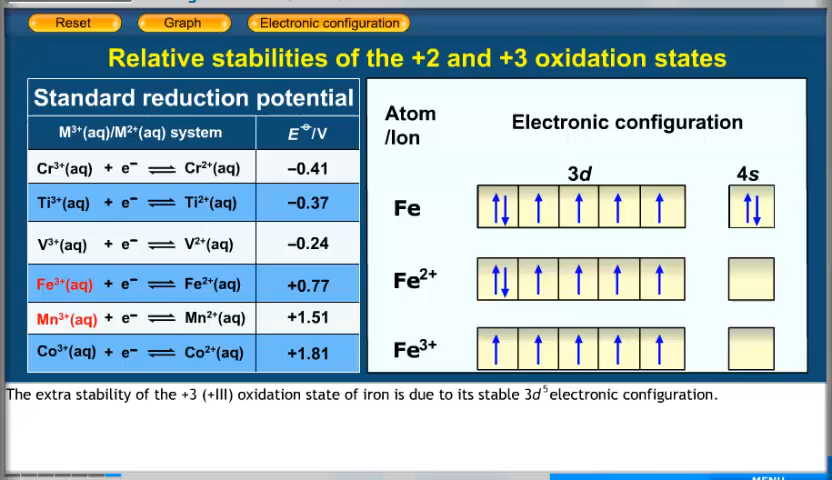 Reset Graph Electronic configuration
Relative stabilities of the +2 and +3 oxidation states
Standard reduction potential
M³⁺(aq)/M²⁺(aq) system E⦵/V
Cr³⁺(aq) + e⁻ ⇌ Cr²⁺(aq) −0.41
Ti³⁺(aq) + e⁻ ⇌ Ti²⁺(aq) −0.37
V³⁺(aq) + e⁻ ⇌ V²⁺(aq) −0.24
Fe³⁺(aq) + e⁻ ⇌ Fe²⁺(aq) +0.77
Mn³⁺(aq) + e⁻ ⇌ Mn²⁺(aq) +1.51
Co³⁺(aq) + e⁻ ⇌ Co²⁺(aq) +1.81
Atom
/Ion
Electronic configuration
3d 4s
Fe
Fe²⁺
Fe³⁺
The extra stability of the +3 (+III) oxidation state of iron is due to its stable 3d⁵ electronic configuration.
MENU